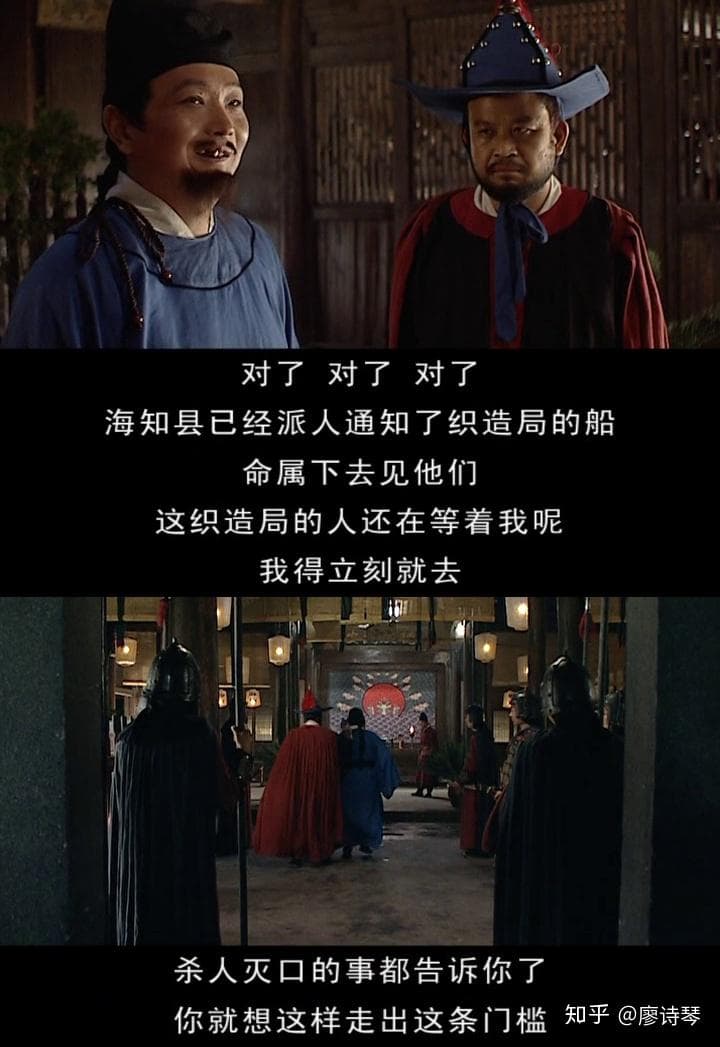 对了 对了 对了
海知县已经派人通知了织造局的船
命属下去见他们
这织造局的人还在等着我呢
我得立刻就去
杀人灭口的事都告诉你了
你就想这样走出这条门槛
知乎 @廖诗琴